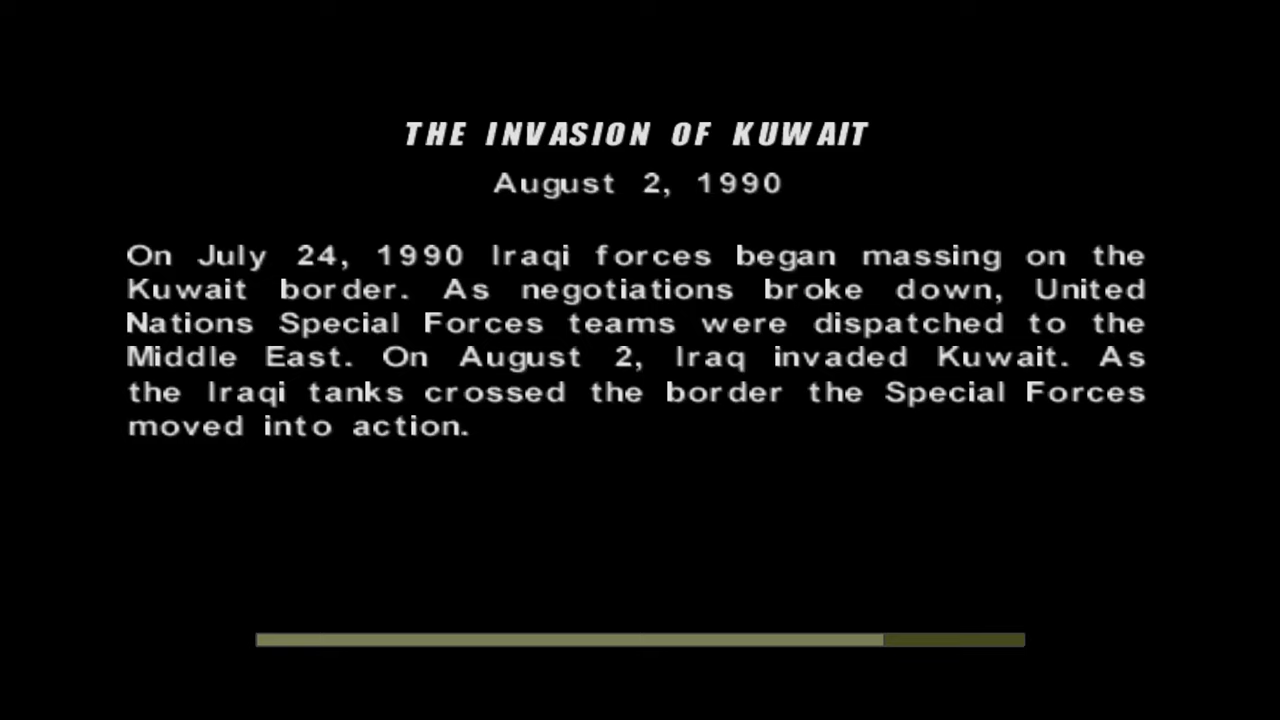 THE INVASION OF KUWAIT
August 2, 1990
On July 24, 1990 Iraqi forces began massing on the
Kuwait border. As negotiations broke down, United
Nations Special Forces teams were dispatched to the
Middle East. On August 2, Iraq invaded Kuwait. As
the Iraqi tanks crossed the border the Special Forces
moved into action.